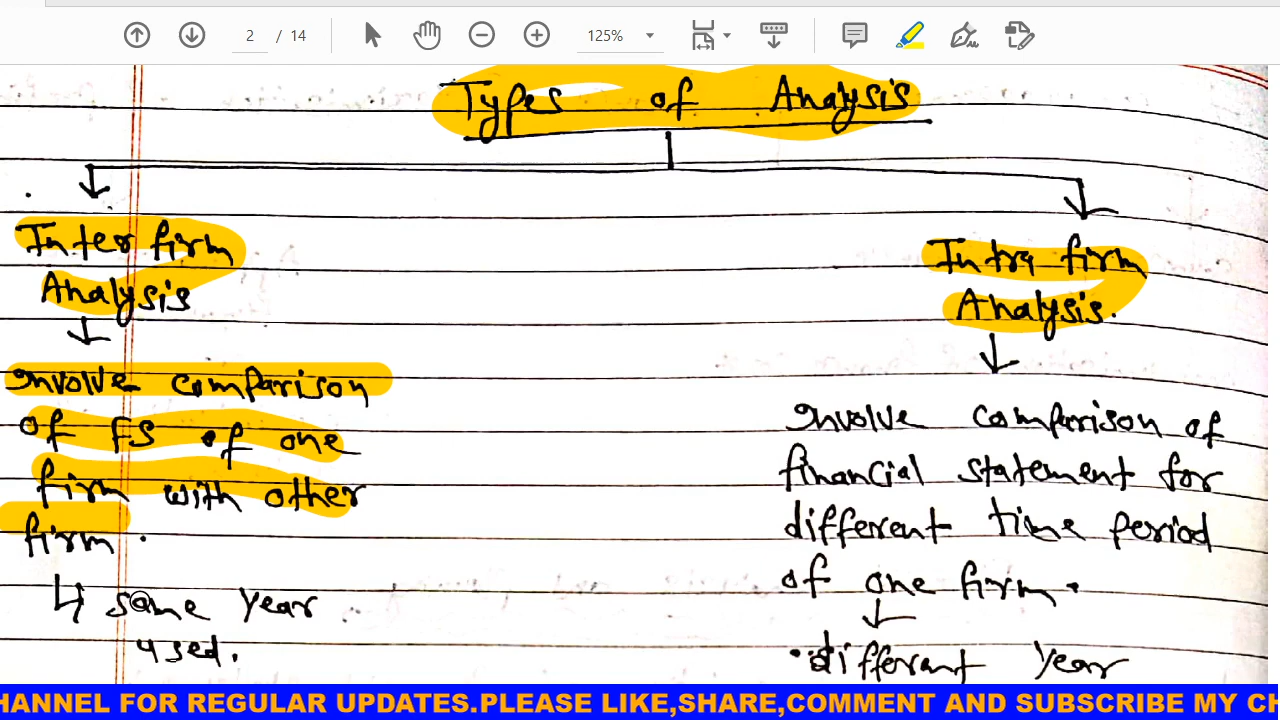 2 / 14 125%
Types of Analysis
Inter firm
Analysis
Involve comparison
of FS of one
firm with other
firm.
same year
used.
Intra firm
Analysis.
Involve comparison of
financial statement for
different time period
of one firm.
different year
HANNEL FOR REGULAR UPDATES.PLEASE LIKE,SHARE,COMMENT AND SUBSCRIBE MY CH